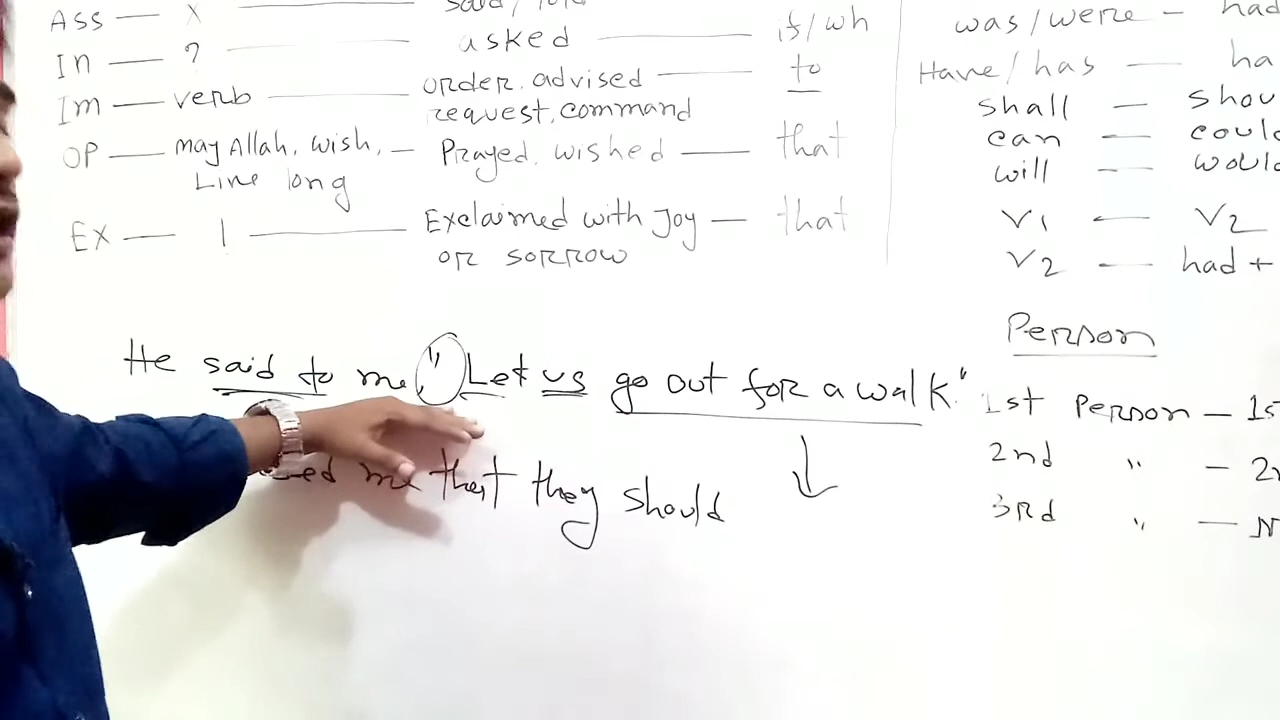 Ass — x — said/told
In — ? — asked — if/wh
Im — verb — order, advised — to
request, command
OP — may Allah, wish, — Prayed, wished — that
Line long
EX — ! — Exclaimed with Joy — that
or sorrow
was/were — had
Have/has — ha
shall — shou
can — could
will — would
V1 — V2
V2 — had +
He said to me, "Let us go out for a walk."
me that they should
Person
1st Person — 1s
2nd " — 2
3rd " — N